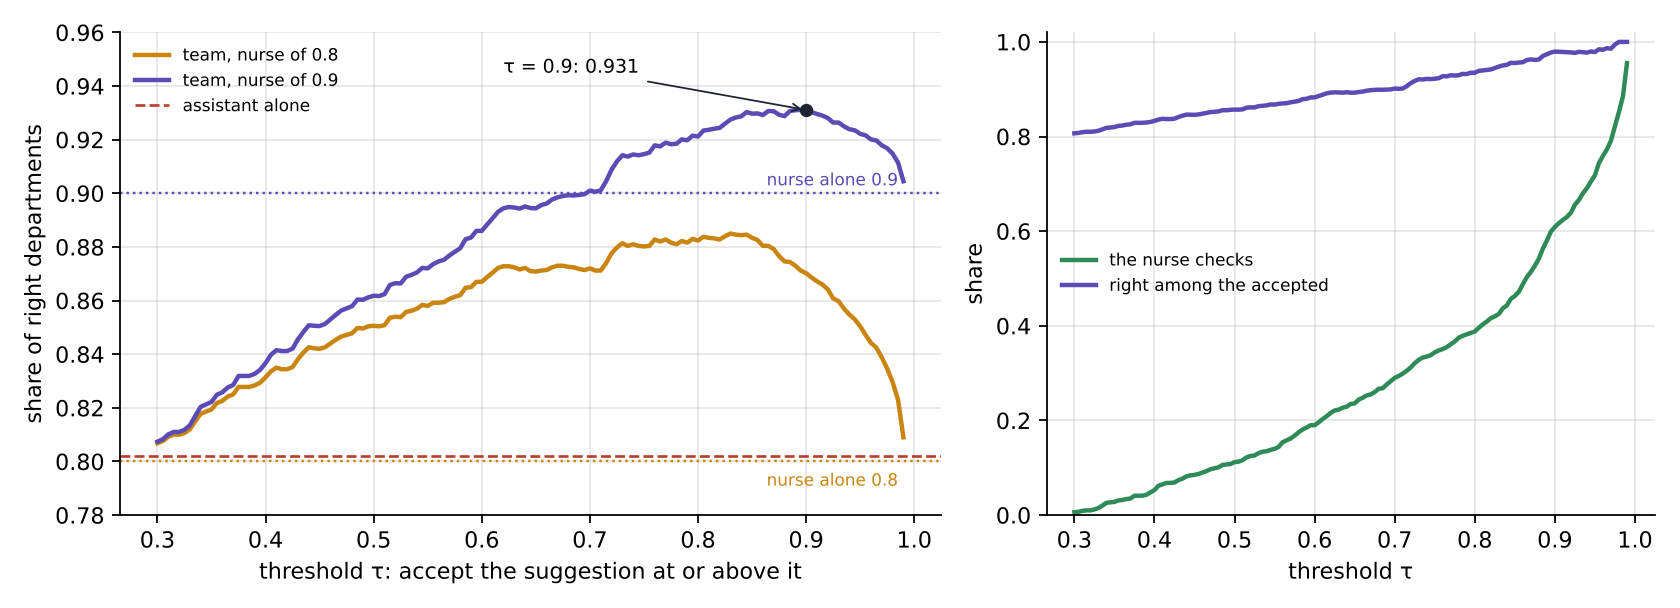 team, nurse of 0.8
team, nurse of 0.9
assistant alone
τ = 0.9: 0.931
nurse alone 0.9
nurse alone 0.8
share of right departments
0.96
0.94
0.92
0.90
0.88
0.86
0.84
0.82
0.80
0.78
0.3 0.4 0.5 0.6 0.7 0.8 0.9 1.0
threshold τ: accept the suggestion at or above it
share
1.0
0.8
0.6
0.4
0.2
0.0
the nurse checks
right among the accepted
0.3 0.4 0.5 0.6 0.7 0.8 0.9 1.0
threshold τ